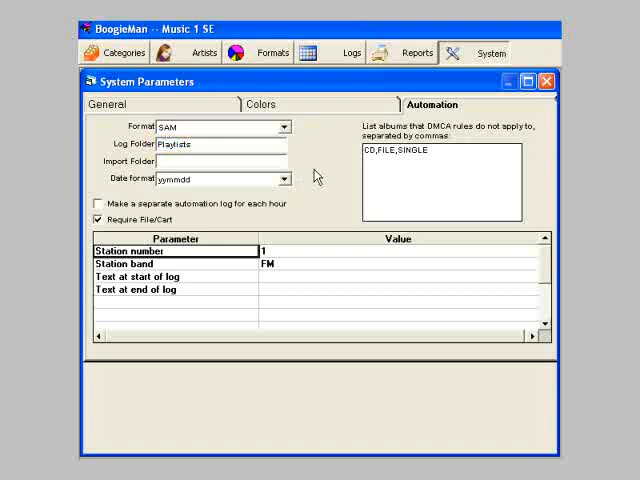 BoogieMan -- Music 1 SE
Categories Artists Formats Logs Reports System
System Parameters
General Colors Automation
Format SAM
Log Folder Playlists
Import Folder
Date format yymmdd
Make a separate automation log for each hour
Require File/Cart
List albums that DMCA rules do not apply to,
separated by commas:
CD,FILE,SINGLE
Parameter Value
Station number 1
Station band FM
Text at start of log
Text at end of log